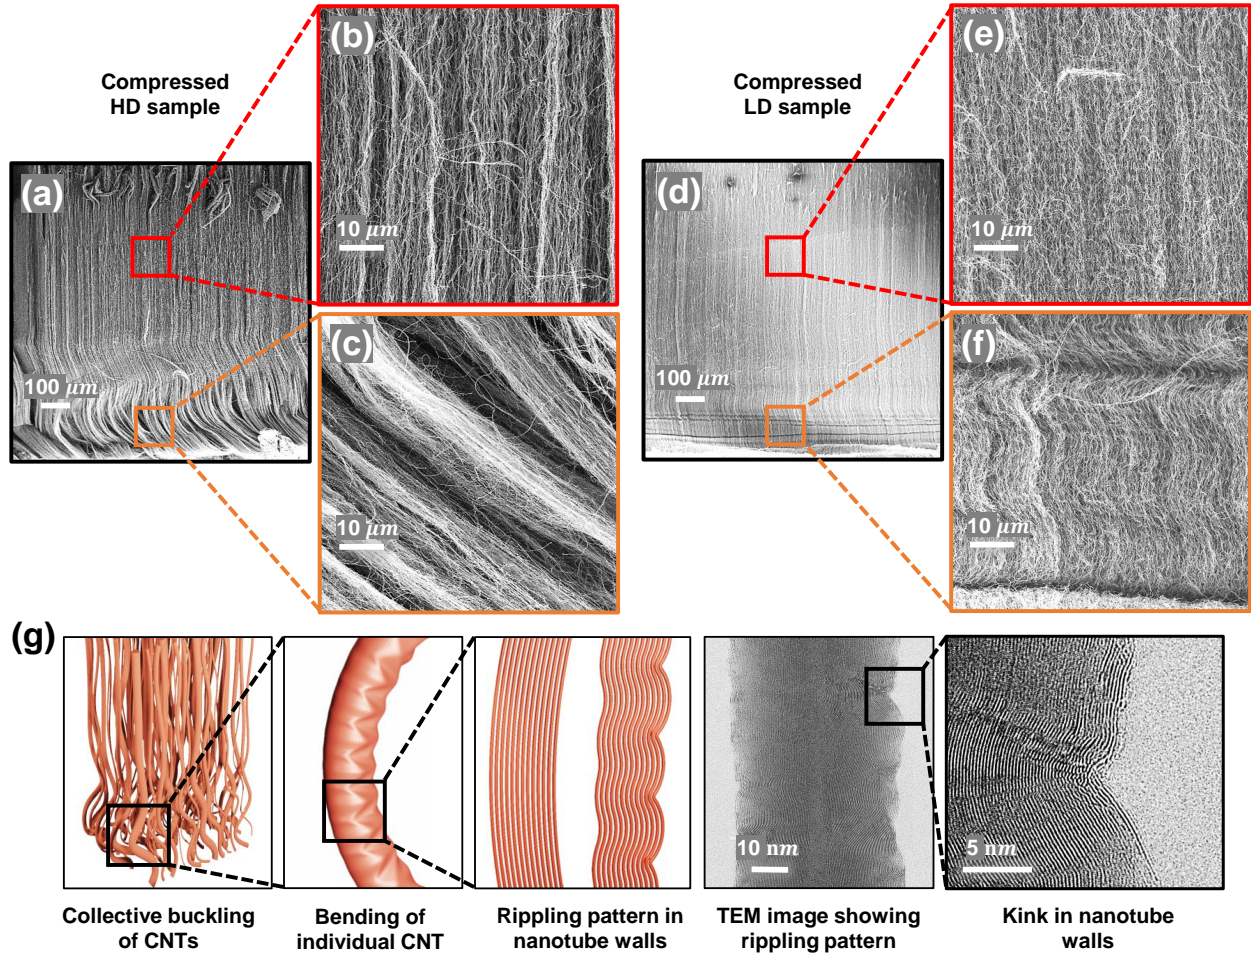 (b)
(e)
Compressed
HD sample
Compressed
LD sample
10 μm
10 μm
(a)
(d)
100 μm
100 μm
(c)
(f)
10 μm
10 μm
(g)
10 nm
5 nm
Collective buckling
of CNTs
Bending of
individual CNT
Rippling pattern in
nanotube walls
TEM image showing
rippling pattern
Kink in nanotube
walls